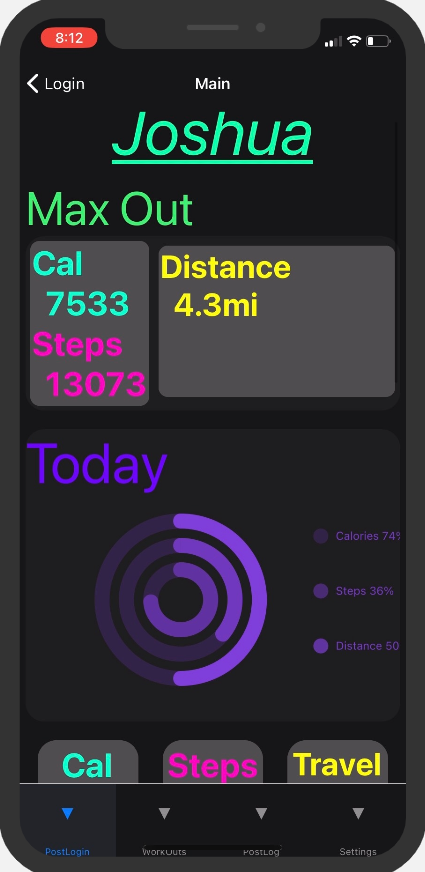 8:12
Login
Main
Joshua
Max Out
Cal
7533
Steps
13073
Distance
4.3mi
Today
Calories 74%
Steps 36%
Distance 50
Cal
Steps
Travel
PostLogin
WorkOuts
PostLog
Settings